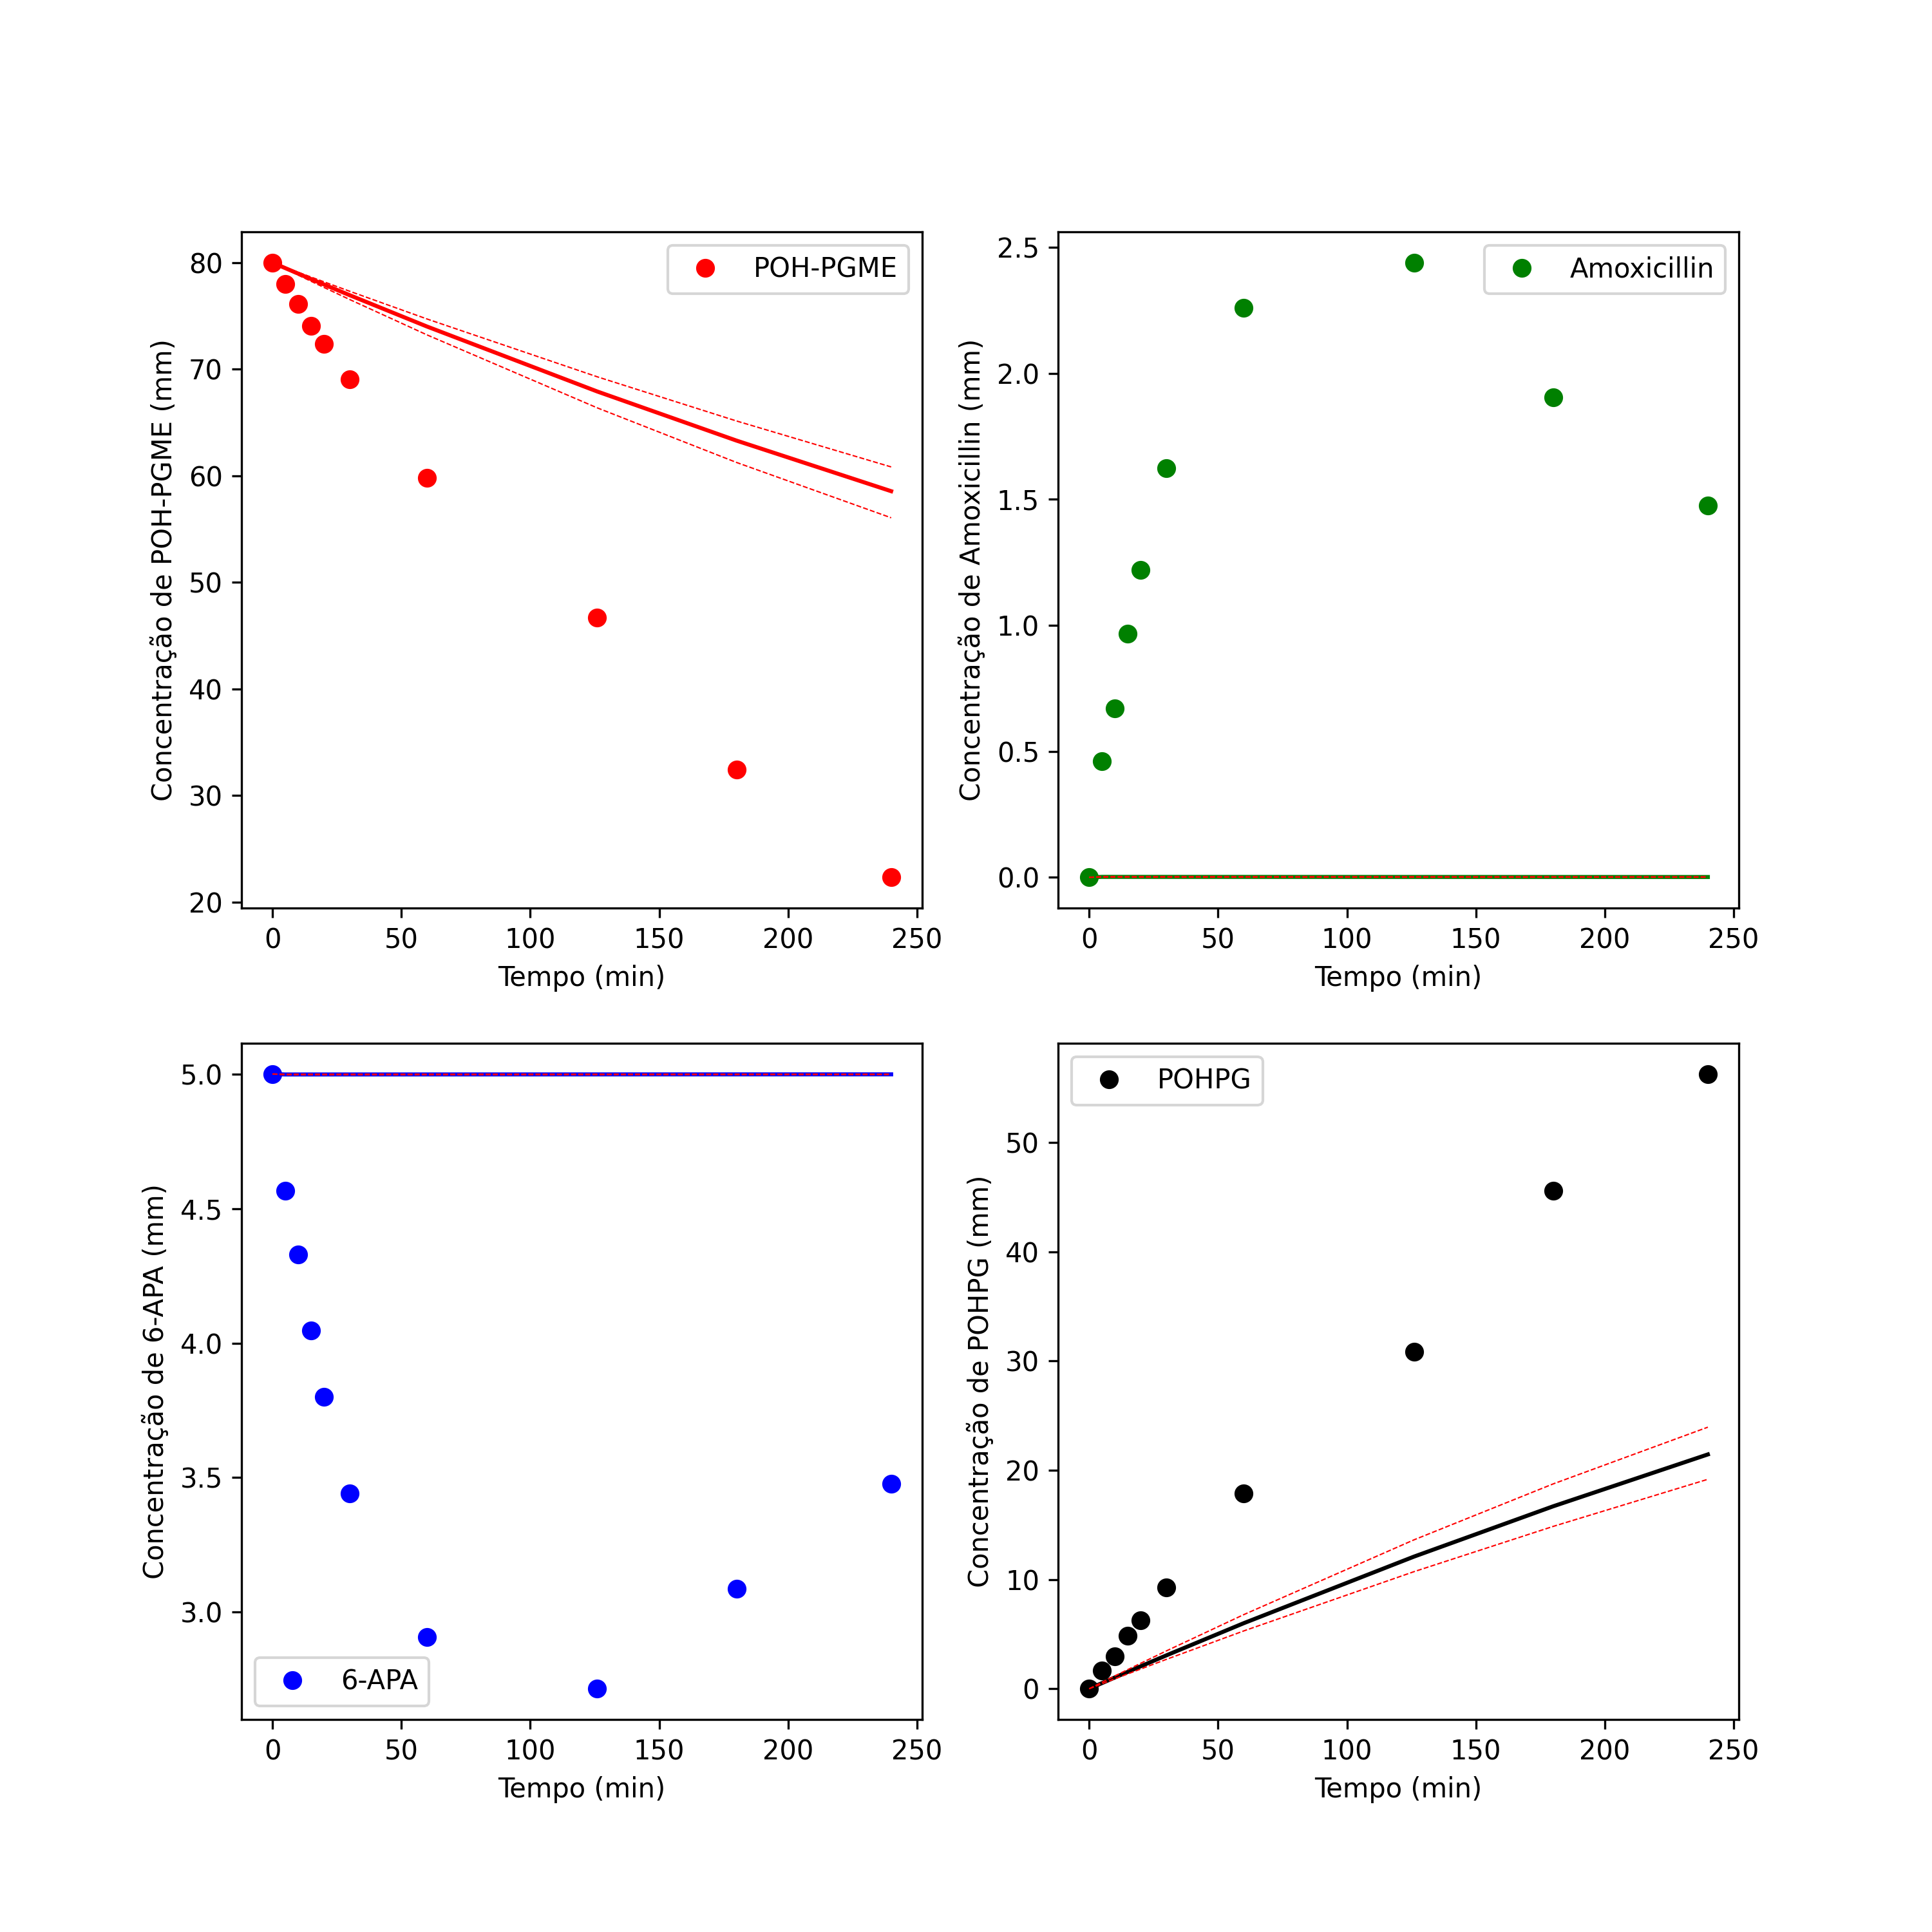 POH-PGME
Concentração de POH-PGME (mm)
80
70
60
50
40
30
20
0 50 100 150 200 250
Tempo (min)
Amoxicillin
Concentração de Amoxicillin (mm)
2.5
2.0
1.5
1.0
0.5
0.0
0 50 100 150 200 250
Tempo (min)
6-APA
Concentração de 6-APA (mm)
5.0
4.5
4.0
3.5
3.0
0 50 100 150 200 250
Tempo (min)
POHPG
Concentração de POHPG (mm)
50
40
30
20
10
0
0 50 100 150 200 250
Tempo (min)